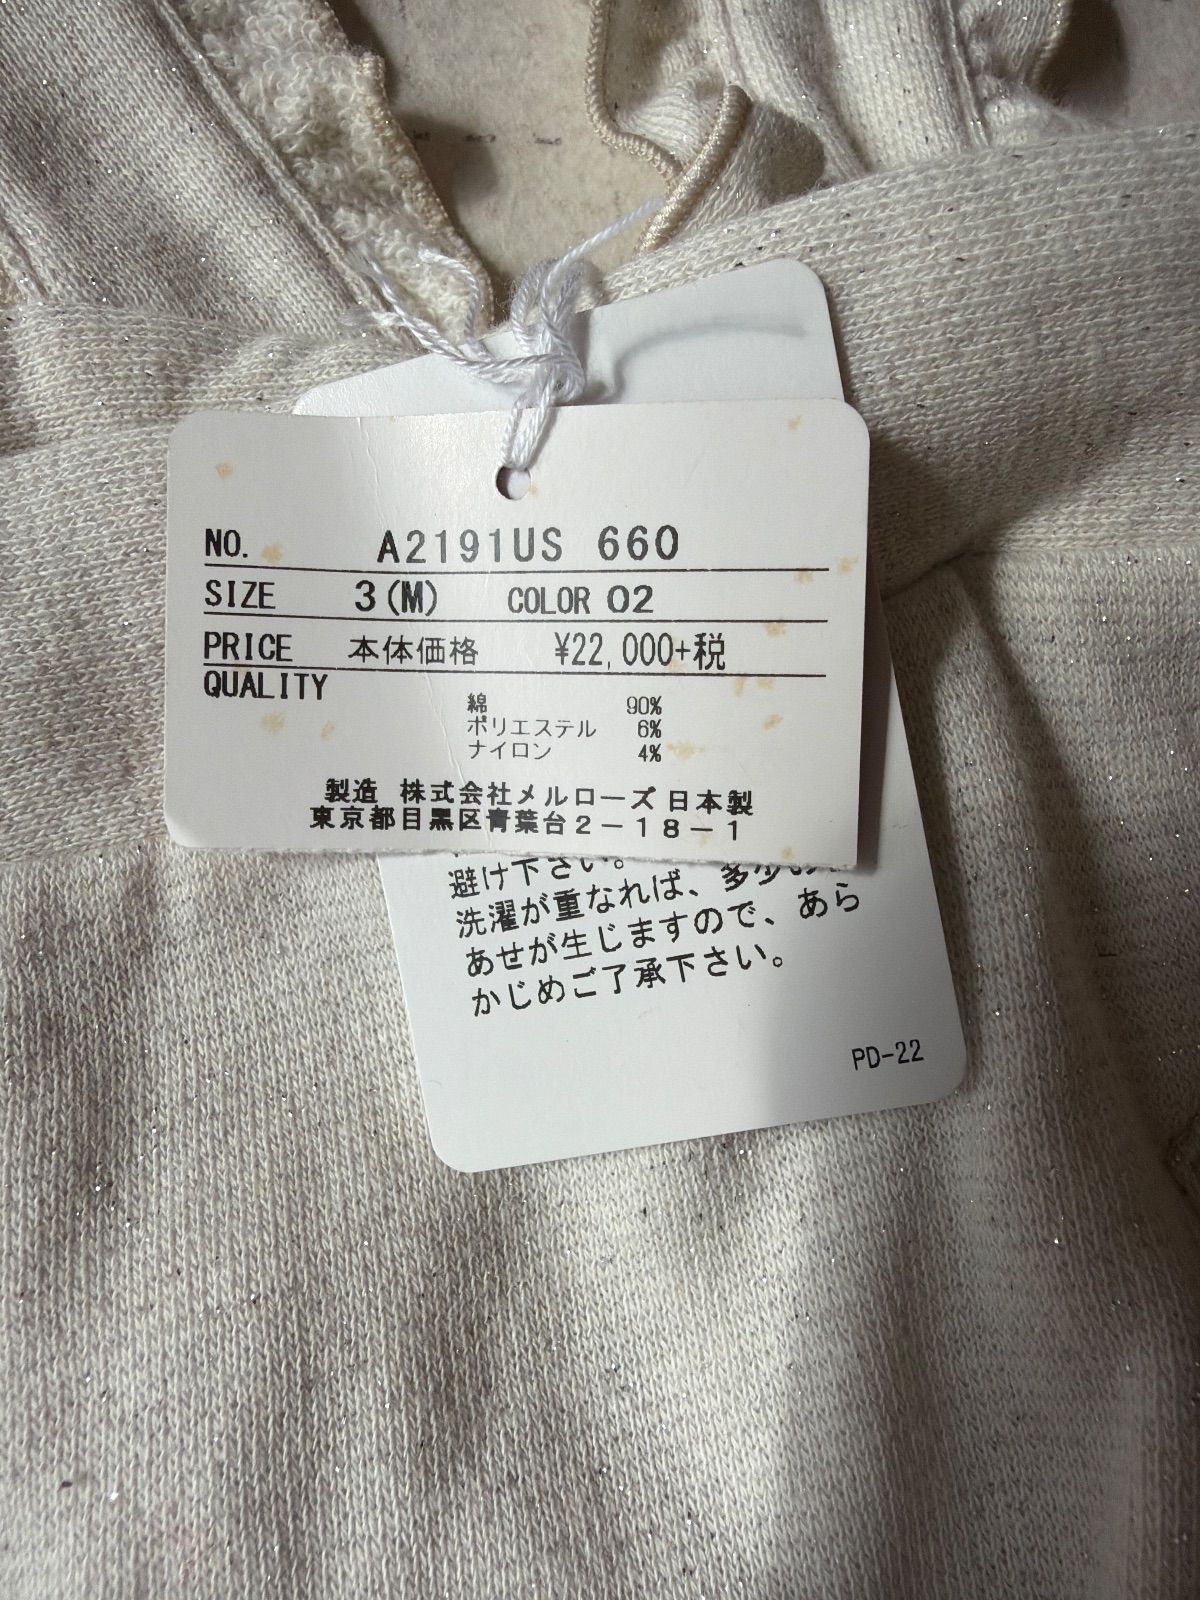 NO. A2191US 660
SIZE 3(M) COLOR 02
PRICE 本体価格 ¥22,000+税
QUALITY
綿 90%
ポリエステル 6%
ナイロン 4%
製造 株式会社メルローズ 日本製
東京都目黒区青葉台2-18-1
避け下さい。
洗濯が重なれば、多少の
あせが生じますので、あら
かじめご了承下さい。
PD-22